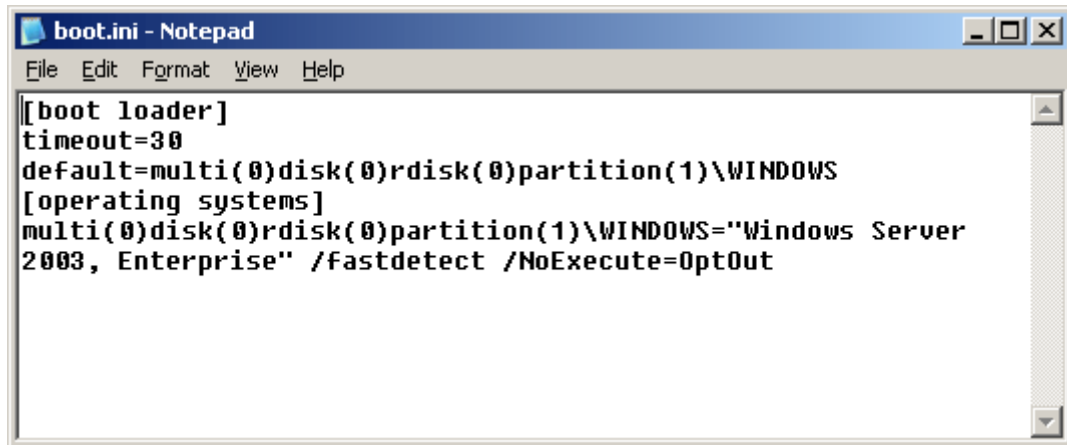 boot.ini - Notepad
File Edit Format View Help
[boot loader]
timeout=30
default=multi(0)disk(0)rdisk(0)partition(1)\WINDOWS
[operating systems]
multi(0)disk(0)rdisk(0)partition(1)\WINDOWS="Windows Server
2003, Enterprise" /fastdetect /NoExecute=OptOut